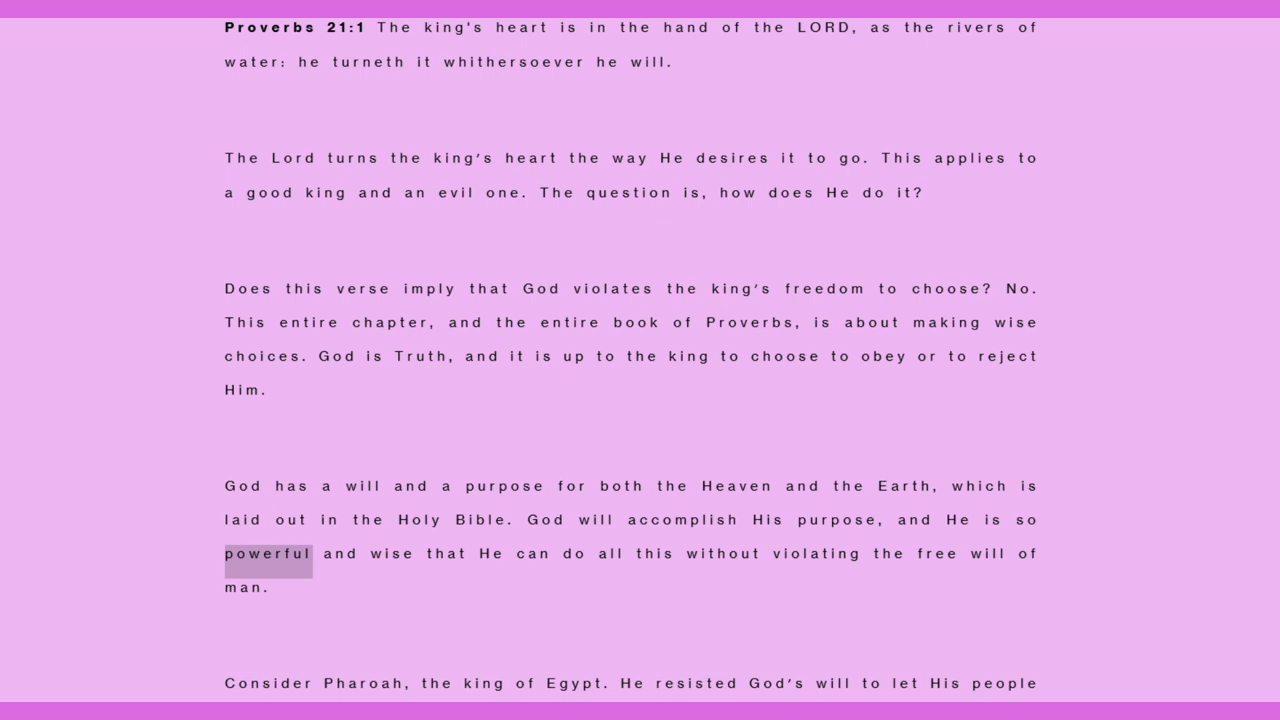 Proverbs 21:1 The king's heart is in the hand of the LORD, as the rivers of
water: he turneth it whithersoever he will.
The Lord turns the king′s heart the way He desires it to go. This applies to
a good king and an evil one. The question is, how does He do it?
Does this verse imply that God violates the king′s freedom to choose? No.
This entire chapter, and the entire book of Proverbs, is about making wise
choices. God is Truth, and it is up to the king to choose to obey or to reject
Him.
God has a will and a purpose for both the Heaven and the Earth, which is
laid out in the Holy Bible. God will accomplish His purpose, and He is so
powerful and wise that He can do all this without violating the free will of
man.
Consider Pharoah, the king of Egypt. He resisted God′s will to let His people